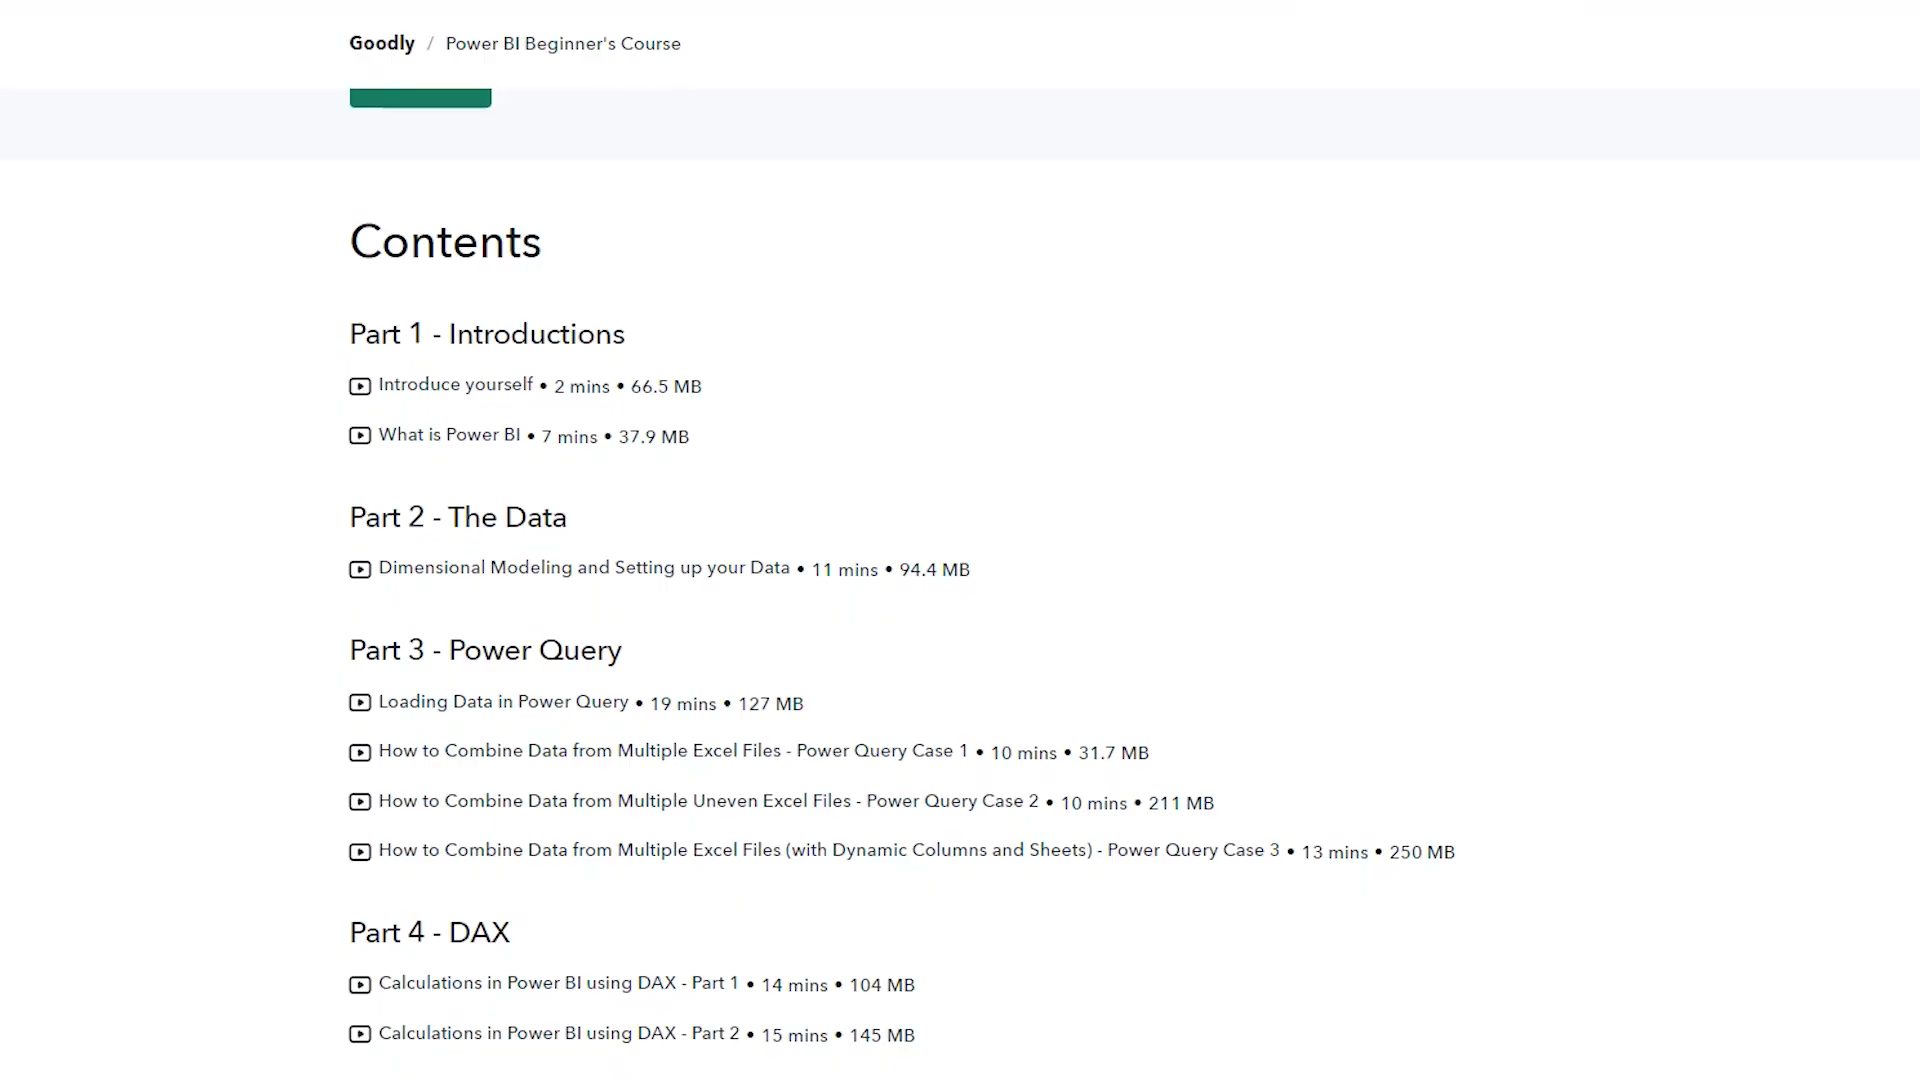 Goodly / Power BI Beginner's Course
Contents
Part 1 - Introductions
Introduce yourself • 2 mins • 66.5 MB
What is Power BI • 7 mins • 37.9 MB
Part 2 - The Data
Dimensional Modeling and Setting up your Data • 11 mins • 94.4 MB
Part 3 - Power Query
Loading Data in Power Query • 19 mins • 127 MB
How to Combine Data from Multiple Excel Files - Power Query Case 1 • 10 mins • 31.7 MB
How to Combine Data from Multiple Uneven Excel Files - Power Query Case 2 • 10 mins • 211 MB
How to Combine Data from Multiple Excel Files (with Dynamic Columns and Sheets) - Power Query Case 3 • 13 mins • 250 MB
Part 4 - DAX
Calculations in Power BI using DAX - Part 1 • 14 mins • 104 MB
Calculations in Power BI using DAX - Part 2 • 15 mins • 145 MB